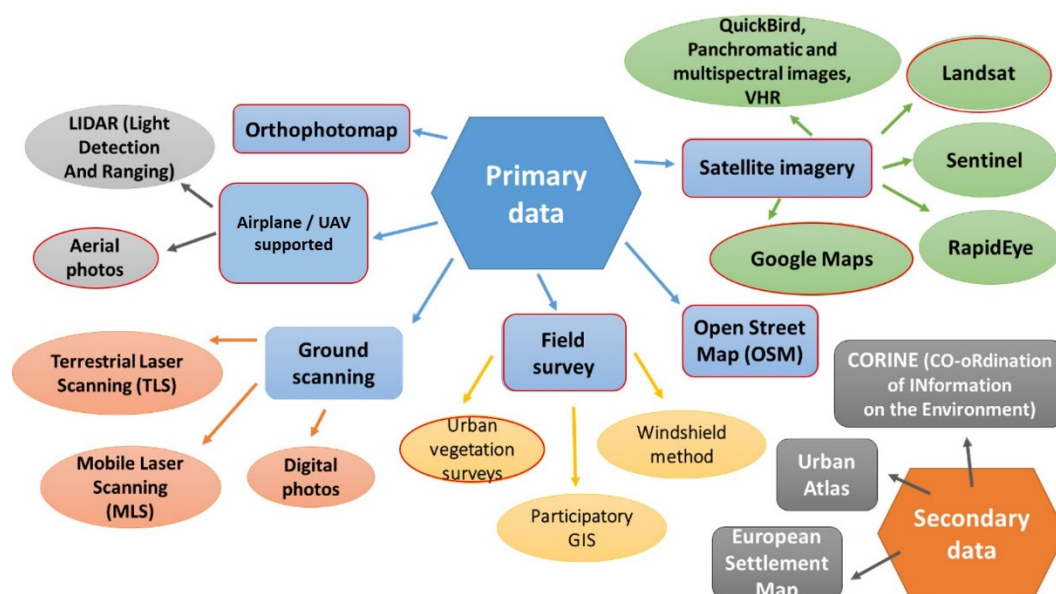 QuickBird,
Panchromatic and
multispectral images,
VHR
Landsat
LIDAR (Light
Detection
And Ranging)
Orthophotomap
Primary
data
Satellite imagery
Sentinel
Airplane / UAV
supported
Aerial
photos
Google Maps
RapidEye
Terrestrial Laser
Scanning (TLS)
Ground
scanning
Field
survey
Open Street
Map (OSM)
CORINE (CO-oRdination
of INformation
on the Environment)
Mobile Laser
Scanning
(MLS)
Digital
photos
Urban
vegetation
surveys
Windshield
method
Participatory
GIS
Urban
Atlas
European
Settlement
Map
Secondary
data